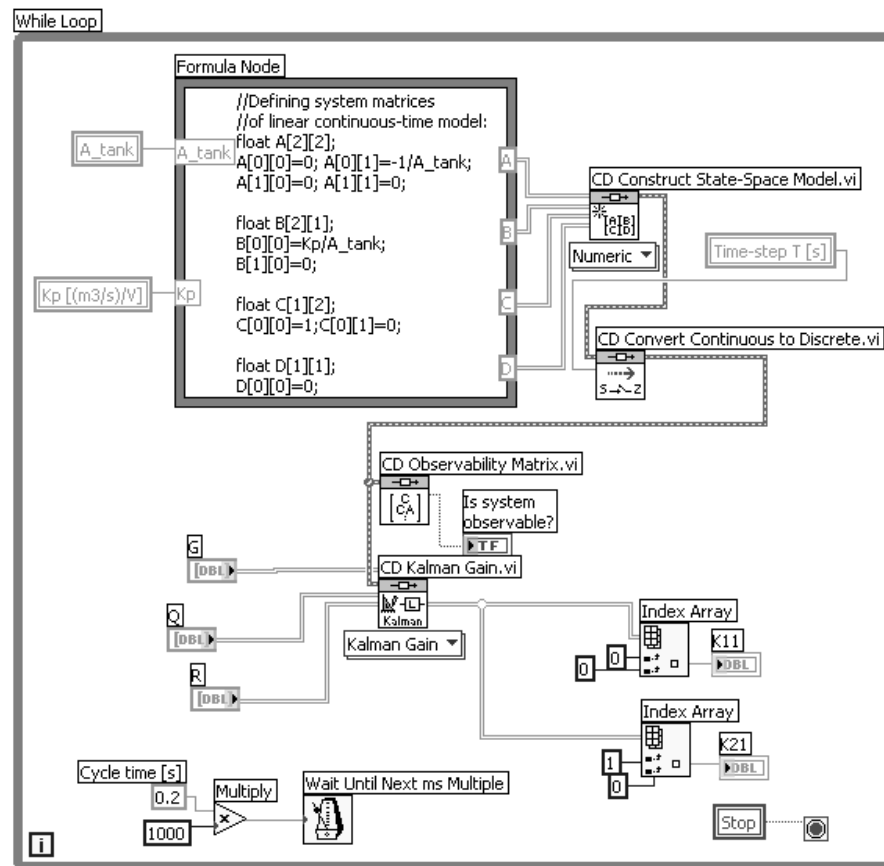 While Loop
Formula Node
//Defining system matrices
//of linear continuous-time model:
float A[2][2];
A[0][0]=0; A[0][1]=-1/A_tank;
A[1][0]=0; A[1][1]=0;
float B[2][1];
B[0][0]=Kp/A_tank;
B[1][0]=0;
float C[1][2];
C[0][0]=1;C[0][1]=0;
float D[1][1];
D[0][0]=0;
A_tank
A_tank
Kp [(m3/s)/V]
Kp
A
B
C
D
CD Construct State-Space Model.vi
[A|B]
[C|D]
Numeric
Time-step T [s]
CD Convert Continuous to Discrete.vi
S Z
CD Observability Matrix.vi
C
CA
Is system
observable?
TF
G
[DBL]
CD Kalman Gain.vi
L
Kalman
Kalman Gain
Q
[DBL]
R
[DBL]
Index Array
0
0
K11
DBL
Index Array
1
0
K21
DBL
Cycle time [s]
0.2
Multiply
x
1000
Wait Until Next ms Multiple
Stop
i